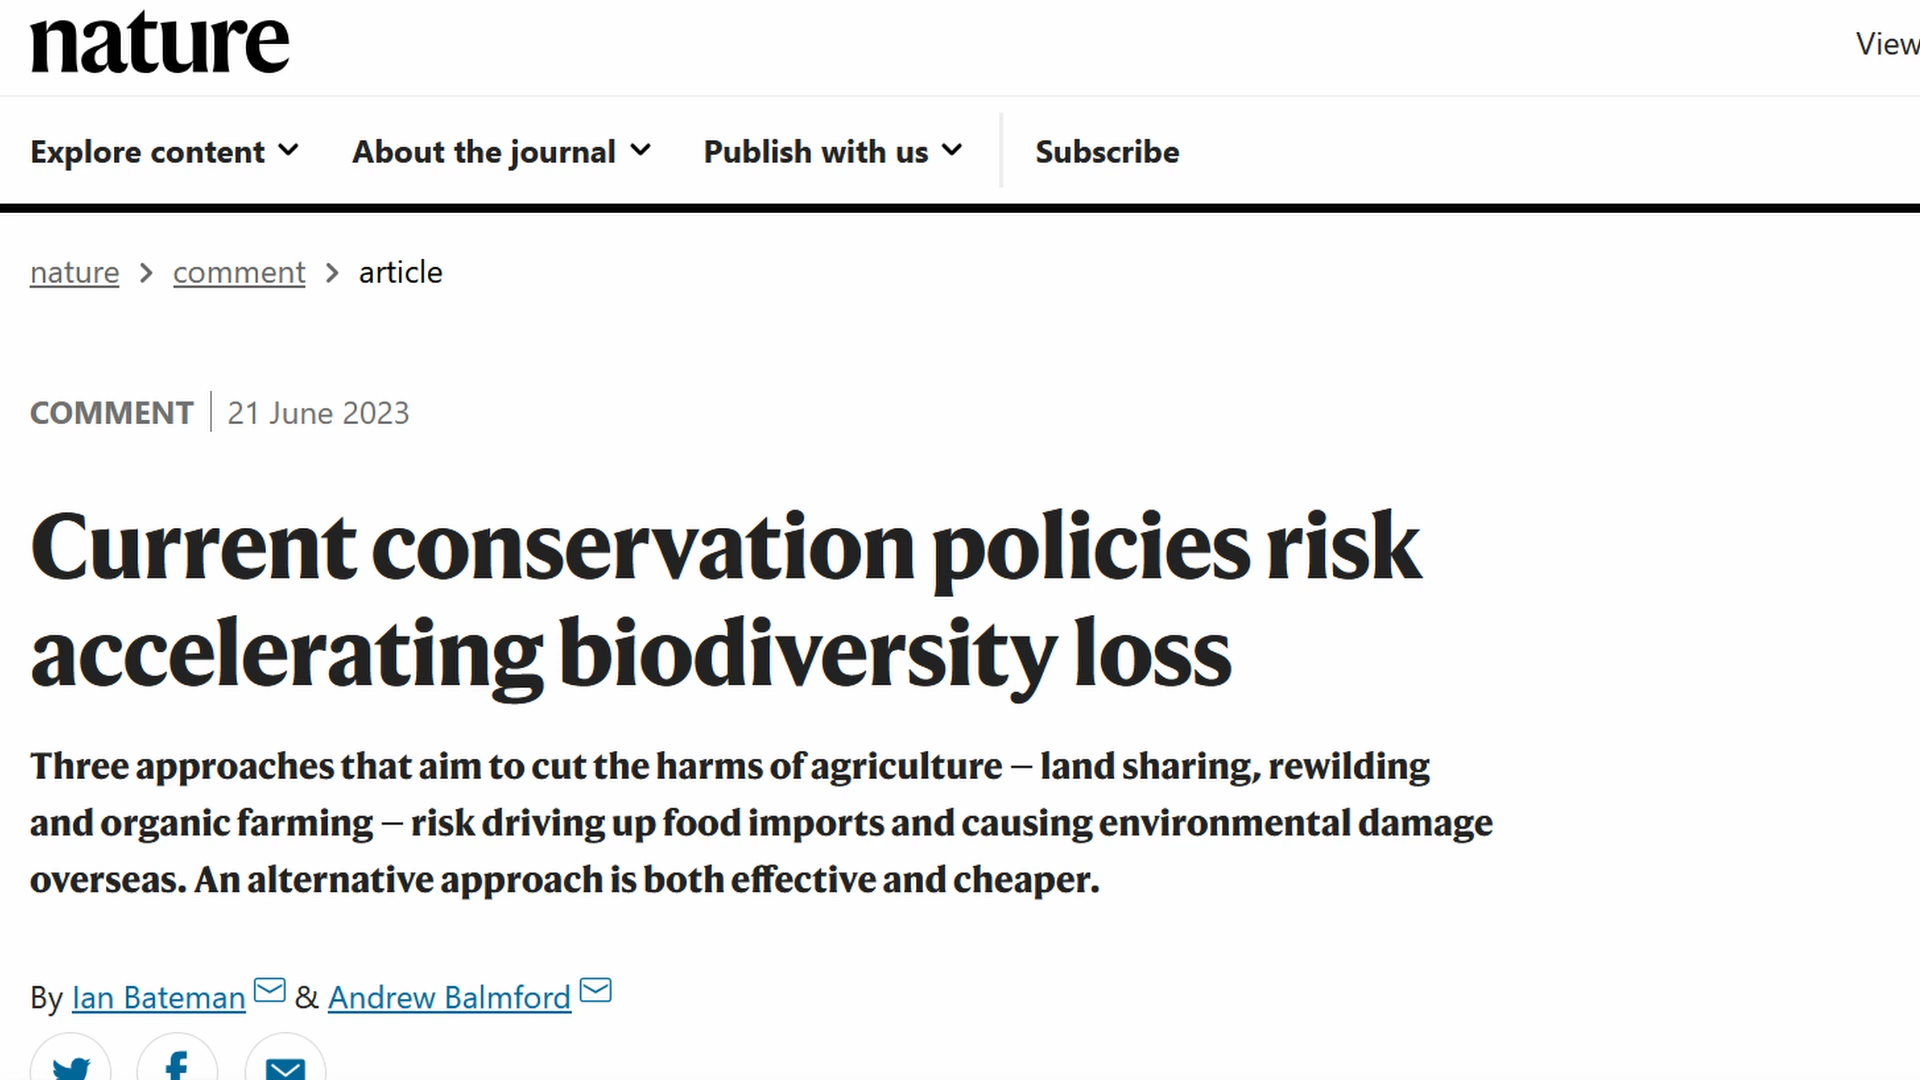 nature
View
Explore content
About the journal
Publish with us
Subscribe
nature > comment > article
COMMENT | 21 June 2023
Current conservation policies risk
accelerating biodiversity loss
Three approaches that aim to cut the harms of agriculture — land sharing, rewilding
and organic farming — risk driving up food imports and causing environmental damage
overseas. An alternative approach is both effective and cheaper.
By Ian Bateman & Andrew Balmford